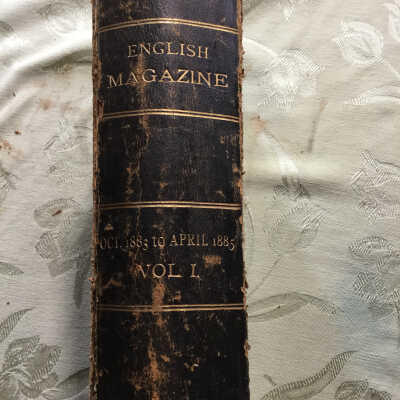 ENGLISH
MAGAZINE
OCT. 1883 to APRIL 1885
VOL I.